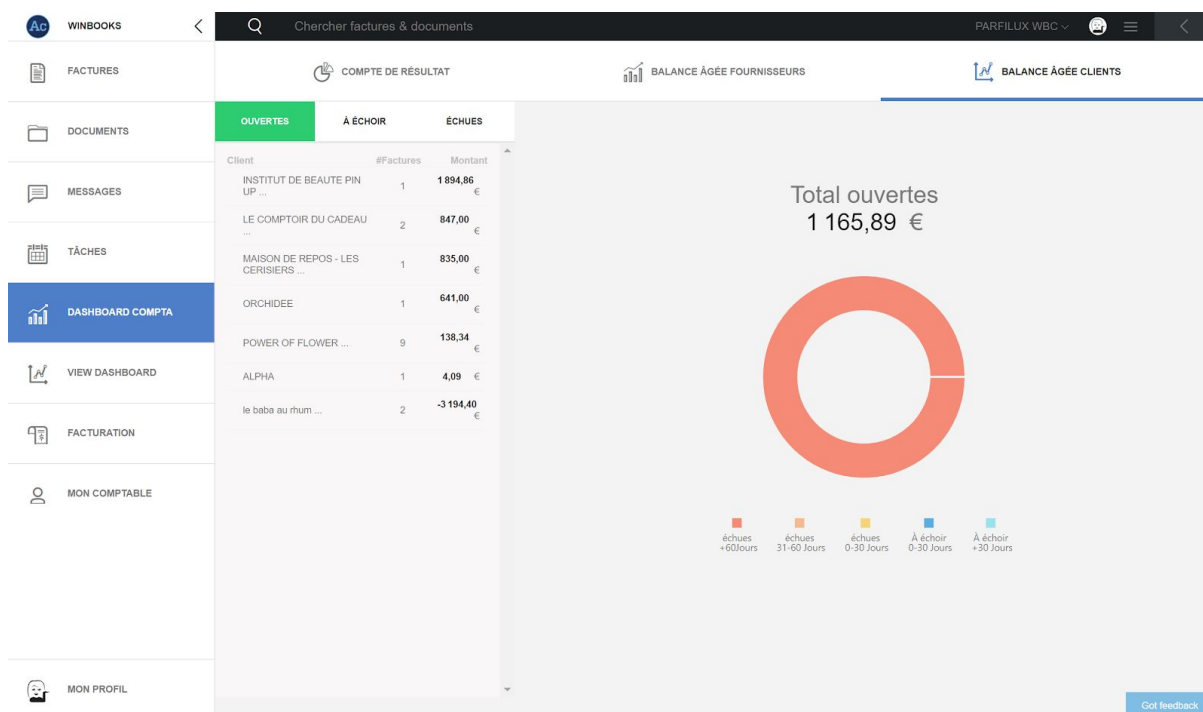 Ac WINBOOKS
Chercher factures & documents
PARFILUX WBC
FACTURES
DOCUMENTS
MESSAGES
TÂCHES
DASHBOARD COMPTA
VIEW DASHBOARD
FACTURATION
MON COMPTABLE
MON PROFIL
COMPTE DE RÉSULTAT
BALANCE ÂGÉE FOURNISSEURS
BALANCE ÂGÉE CLIENTS
OUVERTES À ÉCHOIR ÉCHUES
Client #Factures Montant
INSTITUT DE BEAUTE PIN 1 1 894,86
UP ... €
LE COMPTOIR DU CADEAU 2 847,00
... €
MAISON DE REPOS - LES 1 835,00
CERISIERS ... €
ORCHIDEE 1 641,00
€
POWER OF FLOWER ... 9 138,34
€
ALPHA 1 4,09 €
le baba au rhum ... 2 -3 194,40
€
Total ouvertes
1 165,89 €
échues échues échues À échoir À échoir
+60Jours 31-60 Jours 0-30 Jours 0-30 Jours +30 Jours
Got feedback